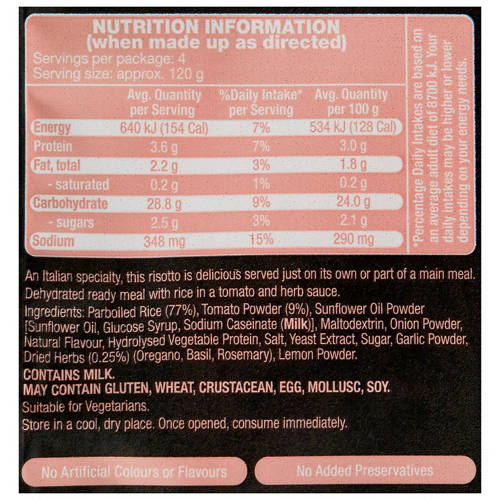 NUTRITION INFORMATION
(when made up as directed)
Servings per package: 4
Serving size: approx. 120 g
Avg. Quantity per Serving %Daily Intake* per Serving Avg. Quantity per 100 g
Energy 640 kJ (154 Cal) 7% 534 kJ (128 Cal)
Protein 3.6 g 7% 3.0 g
Fat, total 2.2 g 3% 1.8 g
- saturated 0.2 g 1% 0.2 g
Carbohydrate 28.8 g 9% 24.0 g
- sugars 2.5 g 3% 2.1 g
Sodium 348 mg 15% 290 mg
*Percentage Daily Intakes are based on
an average adult diet of 8700 kJ. Your
daily intakes may be higher or lower
depending on your energy needs.
An Italian specialty, this risotto is delicious served just on its own or part of a main meal.
Dehydrated ready meal with rice in a tomato and herb sauce.
Ingredients: Parboiled Rice (77%), Tomato Powder (9%), Sunflower Oil Powder
[Sunflower Oil, Glucose Syrup, Sodium Caseinate (Milk)], Maltodextrin, Onion Powder,
Natural Flavour, Hydrolysed Vegetable Protein, Salt, Yeast Extract, Sugar, Garlic Powder,
Dried Herbs (0.25%) (Oregano, Basil, Rosemary), Lemon Powder.
CONTAINS MILK.
MAY CONTAIN GLUTEN, WHEAT, CRUSTACEAN, EGG, MOLLUSC, SOY.
Suitable for Vegetarians.
Store in a cool, dry place. Once opened, consume immediately.
No Artificial Colours or Flavours
No Added Preservatives